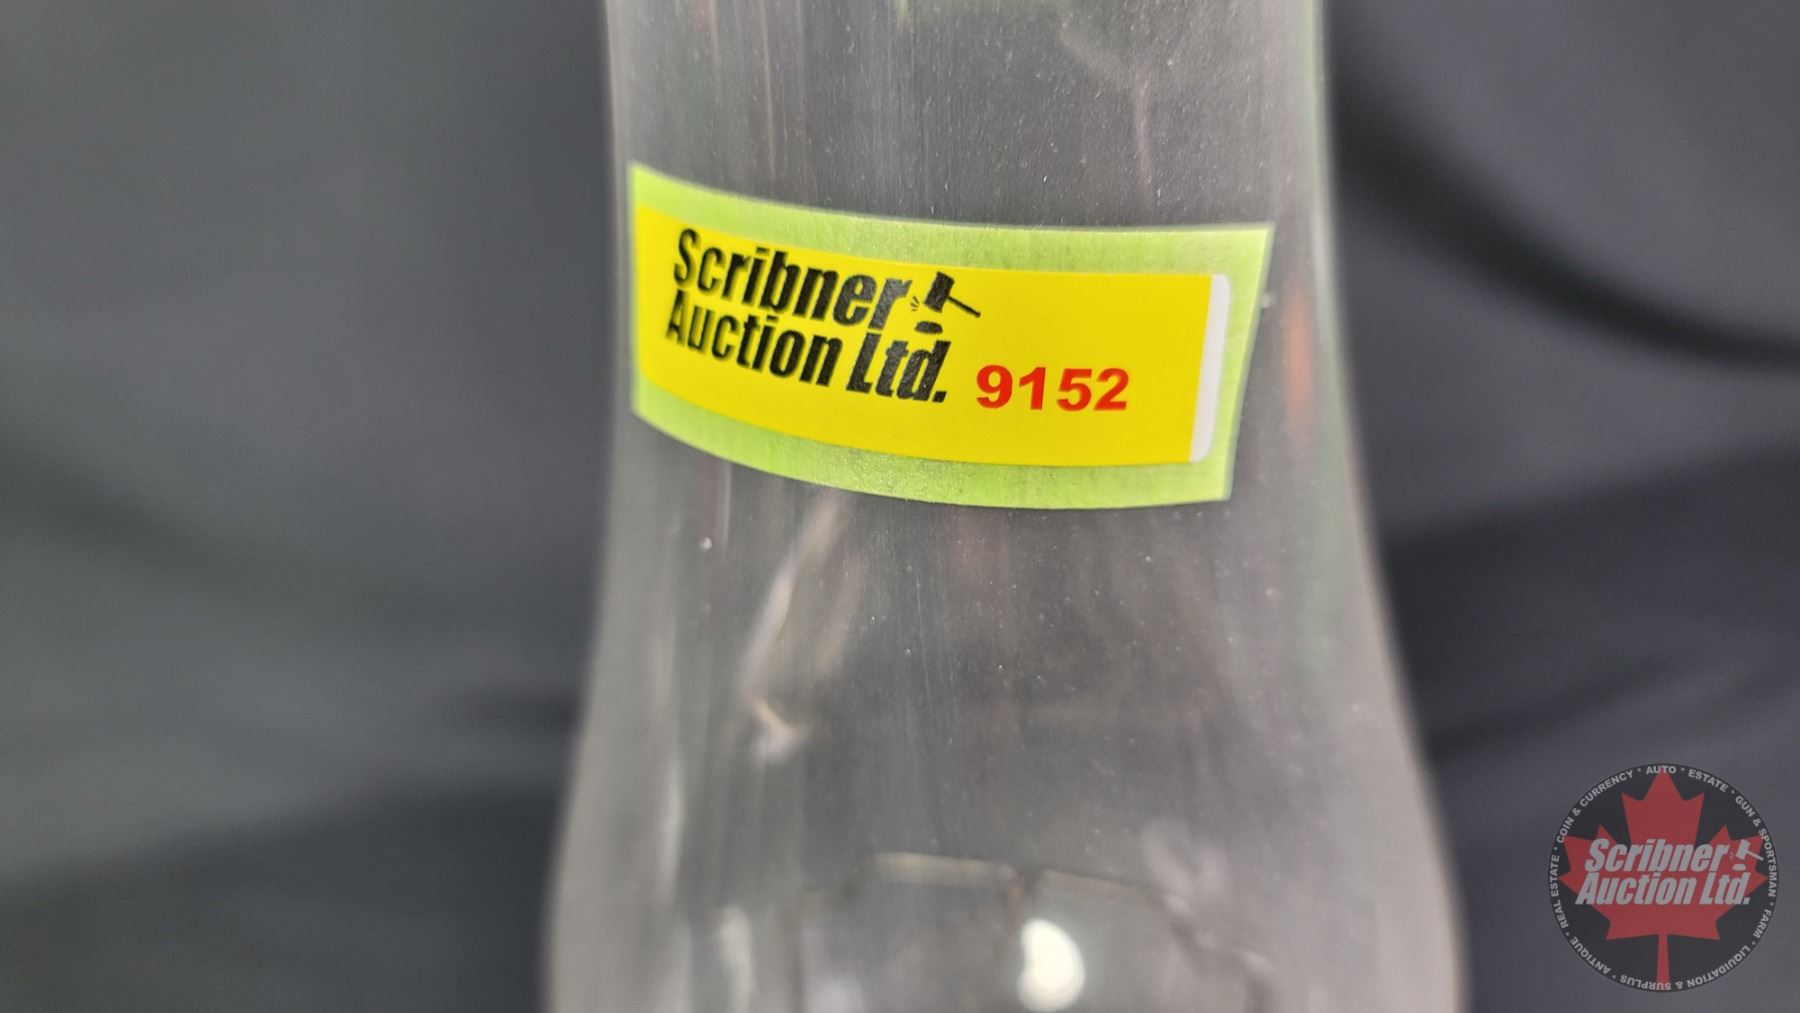 Scribner
Auction Ltd. 9152
COIN & CURRENCY * AUTO * ESTATE * GUN & SPORTSMAN * FARM * LIQUIDATION & SURPLUS * ANTIQUE * REAL ESTATE *
Scribner
Auction Ltd.